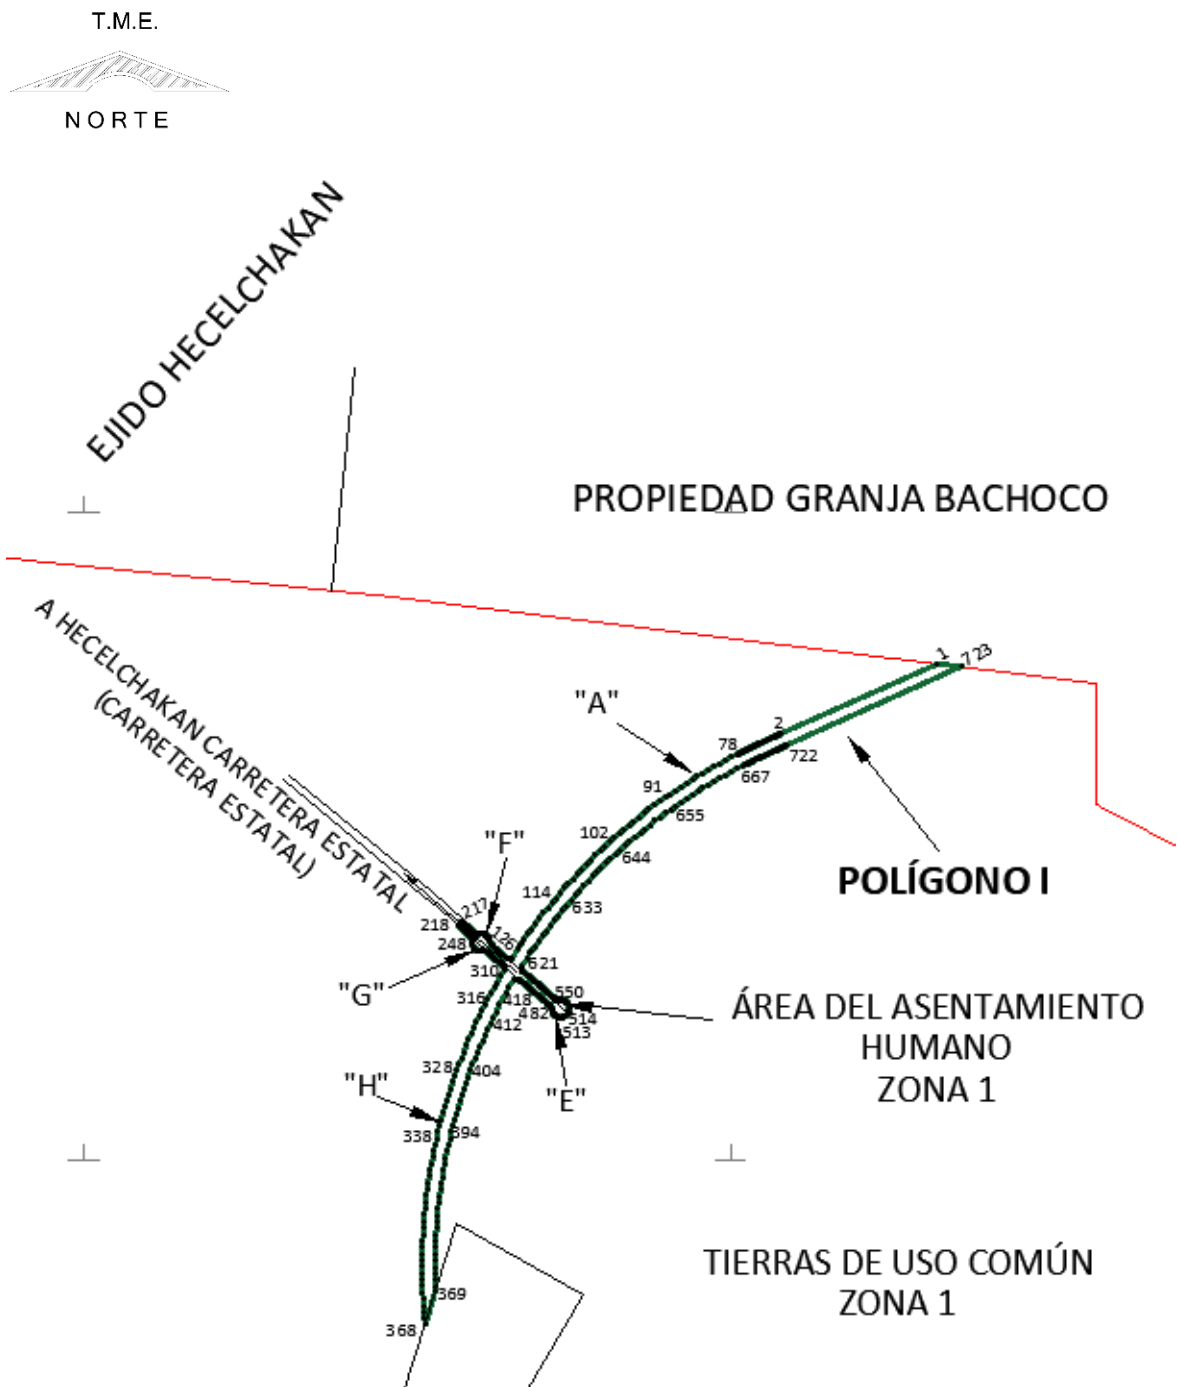 T.M.E.
NORTE
EJIDO HECELCHAKAN
PROPIEDAD GRANJA BACHOCO
A HECELCHAKAN CARRETERA ESTATAL
(CARRETERA ESTATAL)
1
723
"A"
2
78
722
667
91
655
102
644
POLÍGONO I
"F"
114
633
217
218
126
248
621
310
"G"
316
418
550
482
514
513
412
ÁREA DEL ASENTAMIENTO
HUMANO
ZONA 1
328
404
"H"
"E"
338
394
TIERRAS DE USO COMÚN
ZONA 1
369
368